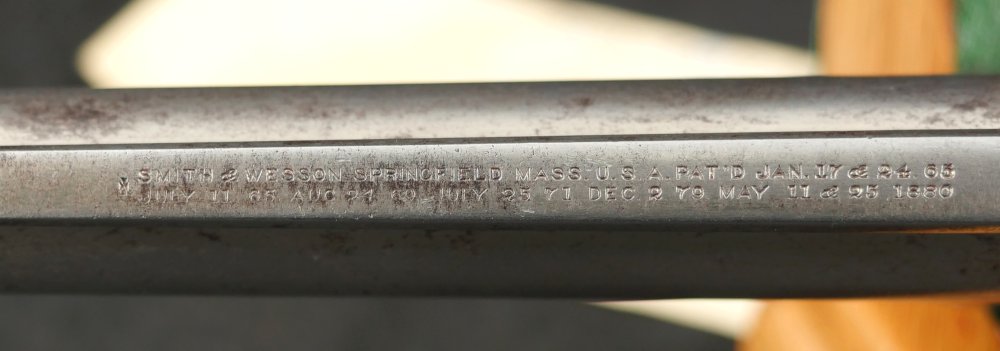 SMITH & WESSON SPRINGFIELD MASS. U.S.A. PAT'D JAN. 17 & 24. 65
JULY 11 65 AUG 24 69 JULY 25 71 DEC 2 79 MAY 11 & 25 1880